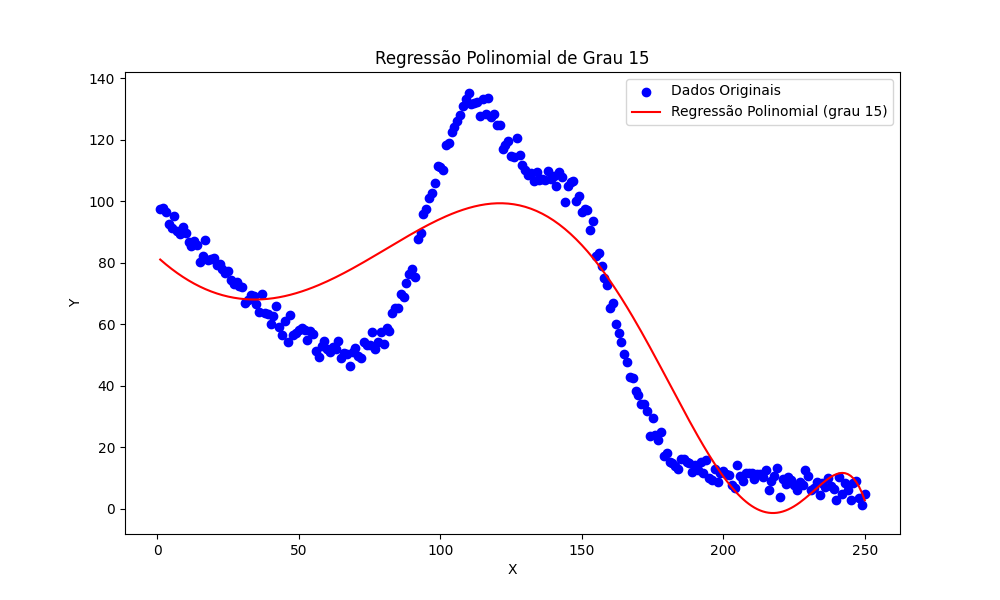 Regressão Polinomial de Grau 15
Dados Originais
Regressão Polinomial (grau 15)
Y
140
120
100
80
60
40
20
0
0 50 100 150 200 250
X